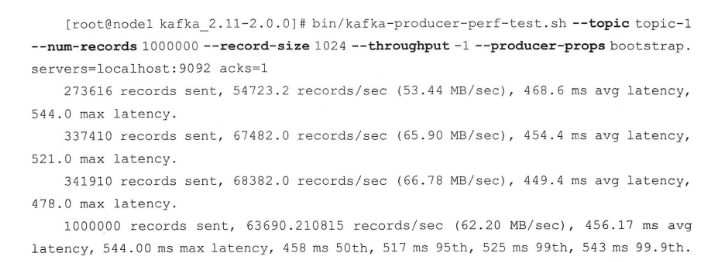 [root@node1 kafka_2.11-2.0.0]# bin/kafka-producer-perf-test.sh --topic topic-1
--num-records 1000000 --record-size 1024 --throughput -1 --producer-props bootstrap.
servers=localhost:9092 acks=1
273616 records sent, 54723.2 records/sec (53.44 MB/sec), 468.6 ms avg latency,
544.0 max latency.
337410 records sent, 67482.0 records/sec (65.90 MB/sec), 454.4 ms avg latency,
521.0 max latency.
341910 records sent, 68382.0 records/sec (66.78 MB/sec), 449.4 ms avg latency,
478.0 max latency.
1000000 records sent, 63690.210815 records/sec (62.20 MB/sec), 456.17 ms avg
latency, 544.00 ms max latency, 458 ms 50th, 517 ms 95th, 525 ms 99th, 543 ms 99.9th.